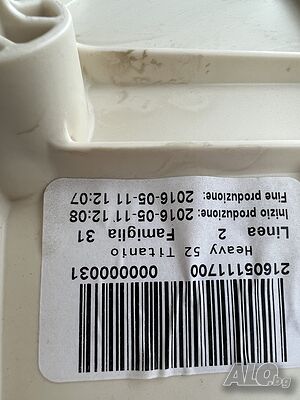 216051111700 000000031
Heavy 52 Titanio
Linea 2 Famiglia 31
Inizio produzione: 2016-05-11 12:08
Fine produzione: 2016-05-11 12:07
ALO.bg